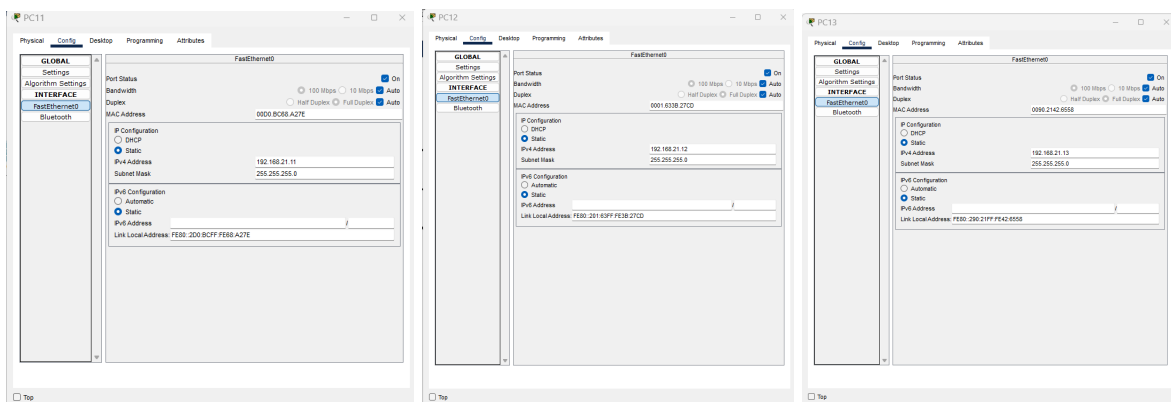 PC11
Physical Config Desktop Programming Attributes
GLOBAL
Settings
Algorithm Settings
INTERFACE
FastEthernet0
Bluetooth
FastEthernet0
Port Status On
Bandwidth 100 Mbps 10 Mbps Auto
Duplex Half Duplex Full Duplex Auto
MAC Address 00D0.BC68.A27E
IP Configuration
DHCP
Static
IPv4 Address 192.168.21.11
Subnet Mask 255.255.255.0
IPv6 Configuration
Automatic
Static
IPv6 Address /
Link Local Address: FE80::2D0:BCFF:FE68:A27E
Top
PC12
Physical Config Desktop Programming Attributes
GLOBAL
Settings
Algorithm Settings
INTERFACE
FastEthernet0
Bluetooth
FastEthernet0
Port Status On
Bandwidth 100 Mbps 10 Mbps Auto
Duplex Half Duplex Full Duplex Auto
MAC Address 0001.633B.27CD
IP Configuration
DHCP
Static
IPv4 Address 192.168.21.12
Subnet Mask 255.255.255.0
IPv6 Configuration
Automatic
Static
IPv6 Address /
Link Local Address: FE80::201:63FF:FE3B:27CD
Top
PC13
Physical Config Desktop Programming Attributes
GLOBAL
Settings
Algorithm Settings
INTERFACE
FastEthernet0
Bluetooth
FastEthernet0
Port Status On
Bandwidth 100 Mbps 10 Mbps Auto
Duplex Half Duplex Full Duplex Auto
MAC Address 0090.2142.6558
IP Configuration
DHCP
Static
IPv4 Address 192.168.21.13
Subnet Mask 255.255.255.0
IPv6 Configuration
Automatic
Static
IPv6 Address /
Link Local Address: FE80::290:21FF:FE42:6558
Top